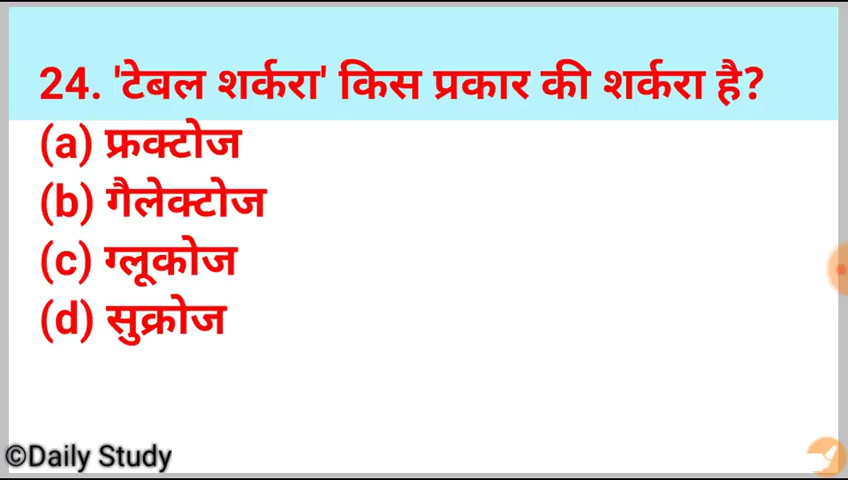 24. 'टेबल शर्करा' किस प्रकार की शर्करा है?
(a) फ्रक्टोज
(b) गैलेक्टोज
(c) ग्लूकोज
(d) सुक्रोज
©Daily Study